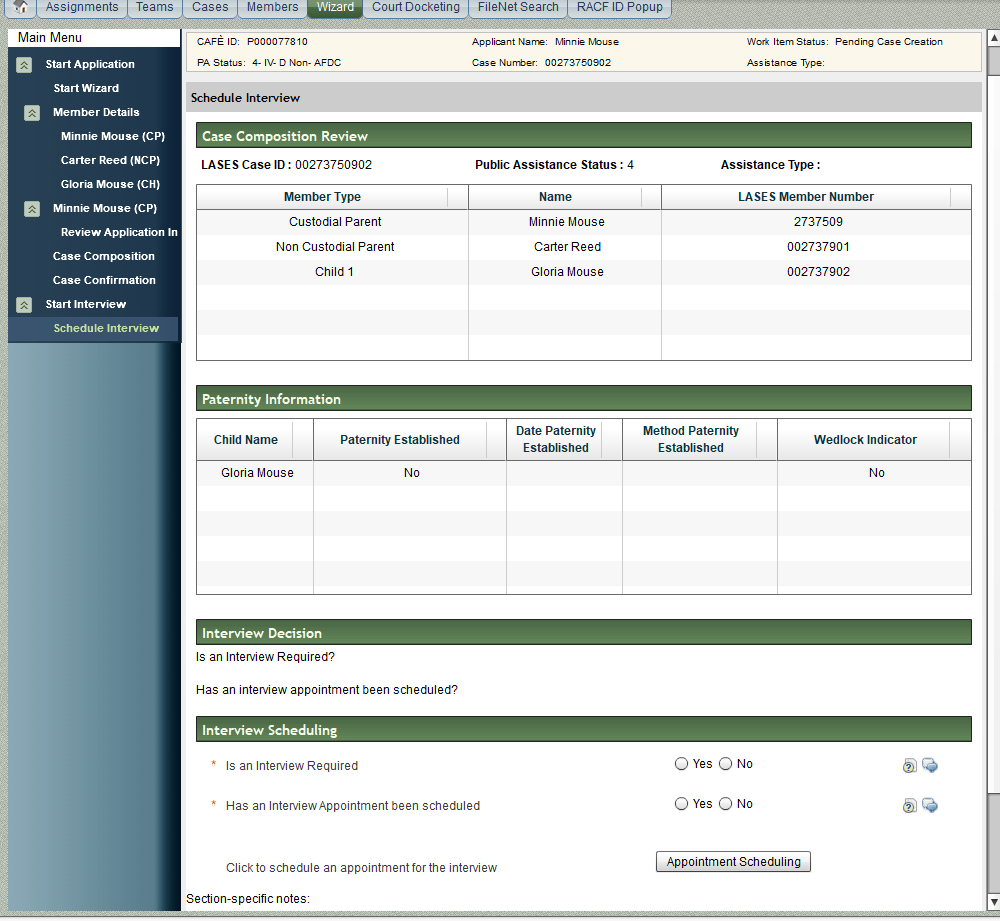 Assignments Teams Cases Members Wizard Court Docketing FileNet Search RACF ID Popup
Main Menu
Start Application
Start Wizard
Member Details
Minnie Mouse (CP)
Carter Reed (NCP)
Gloria Mouse (CH)
Minnie Mouse (CP)
Review Application In
Case Composition
Case Confirmation
Start Interview
Schedule Interview
CAFÈ ID: P000077810 Applicant Name: Minnie Mouse Work Item Status: Pending Case Creation
PA Status: 4- IV- D Non- AFDC Case Number: 00273750902 Assistance Type:
Schedule Interview
Case Composition Review
LASES Case ID : 00273750902 Public Assistance Status : 4 Assistance Type :
Member Type Name LASES Member Number
Custodial Parent Minnie Mouse 2737509
Non Custodial Parent Carter Reed 002737901
Child 1 Gloria Mouse 002737902
Paternity Information
Child Name Paternity Established Date Paternity Established Method Paternity Established Wedlock Indicator
Gloria Mouse No No
Interview Decision
Is an Interview Required?
Has an interview appointment been scheduled?
Interview Scheduling
* Is an Interview Required Yes No
* Has an Interview Appointment been scheduled Yes No
Click to schedule an appointment for the interview Appointment Scheduling
Section-specific notes: